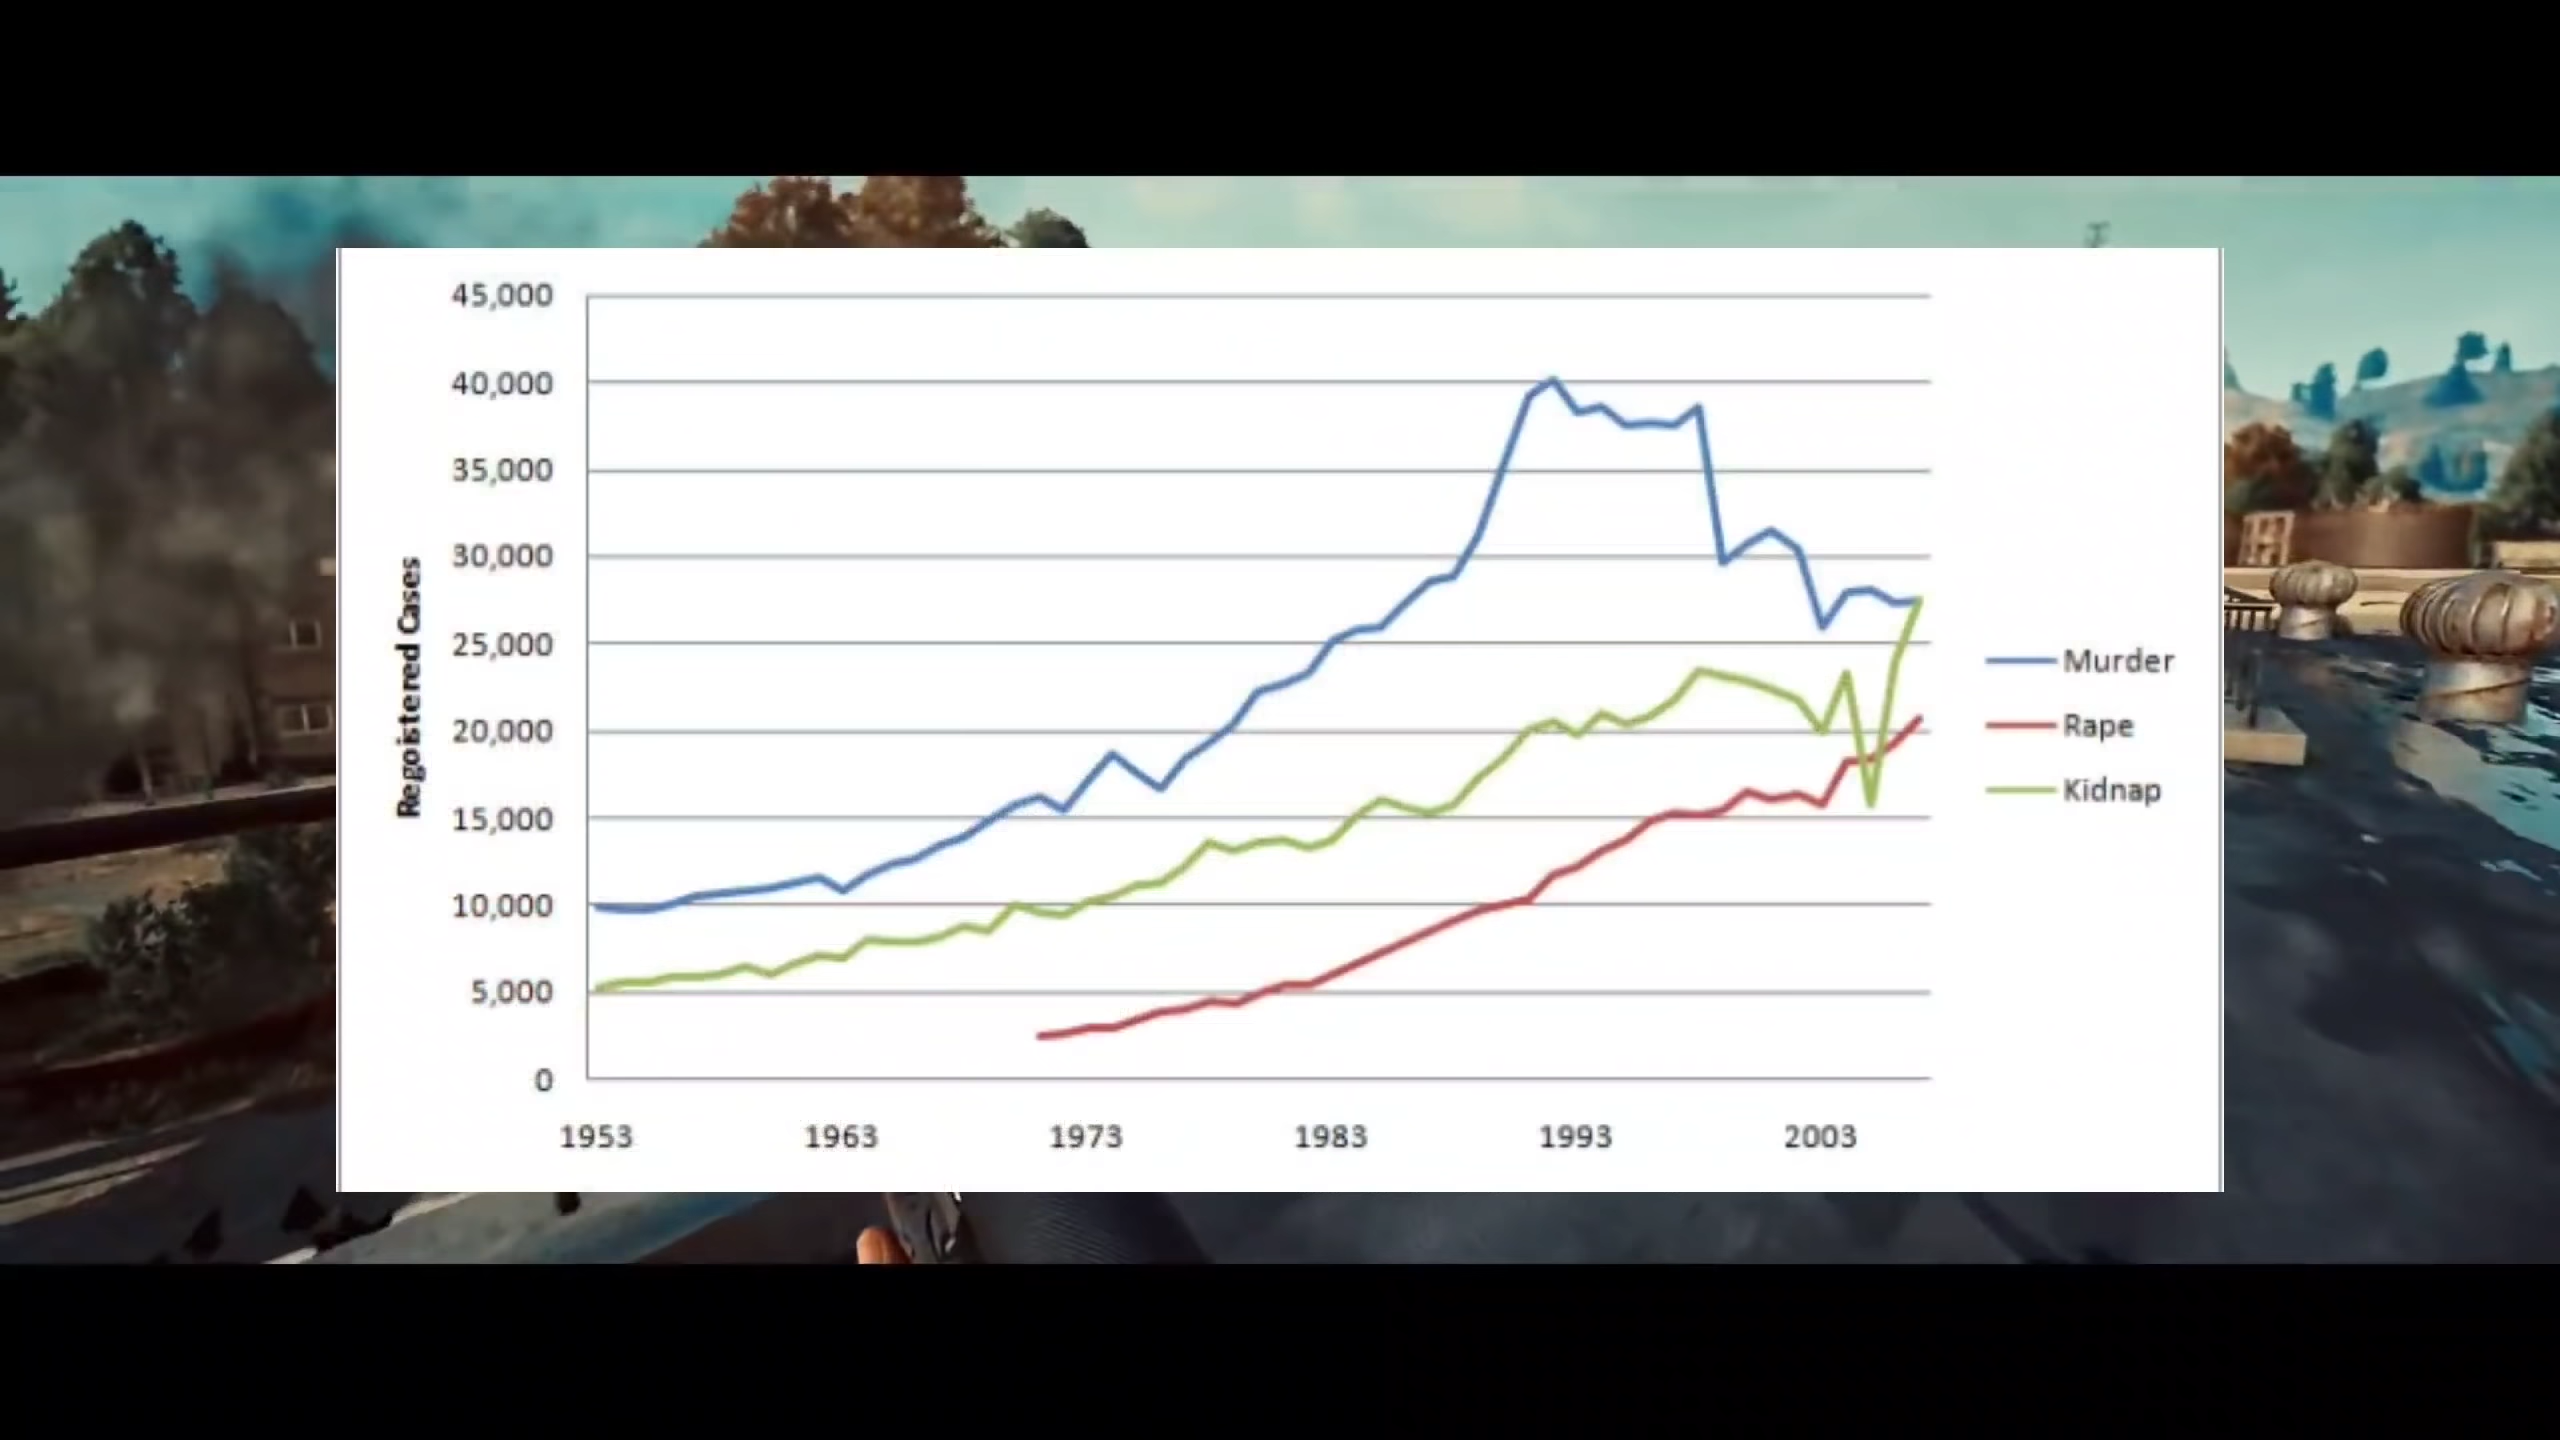 45,000
40,000
35,000
30,000
25,000
20,000
15,000
10,000
5,000
0
Regoistered Cases
1953 1963 1973 1983 1993 2003
Murder
Rape
Kidnap